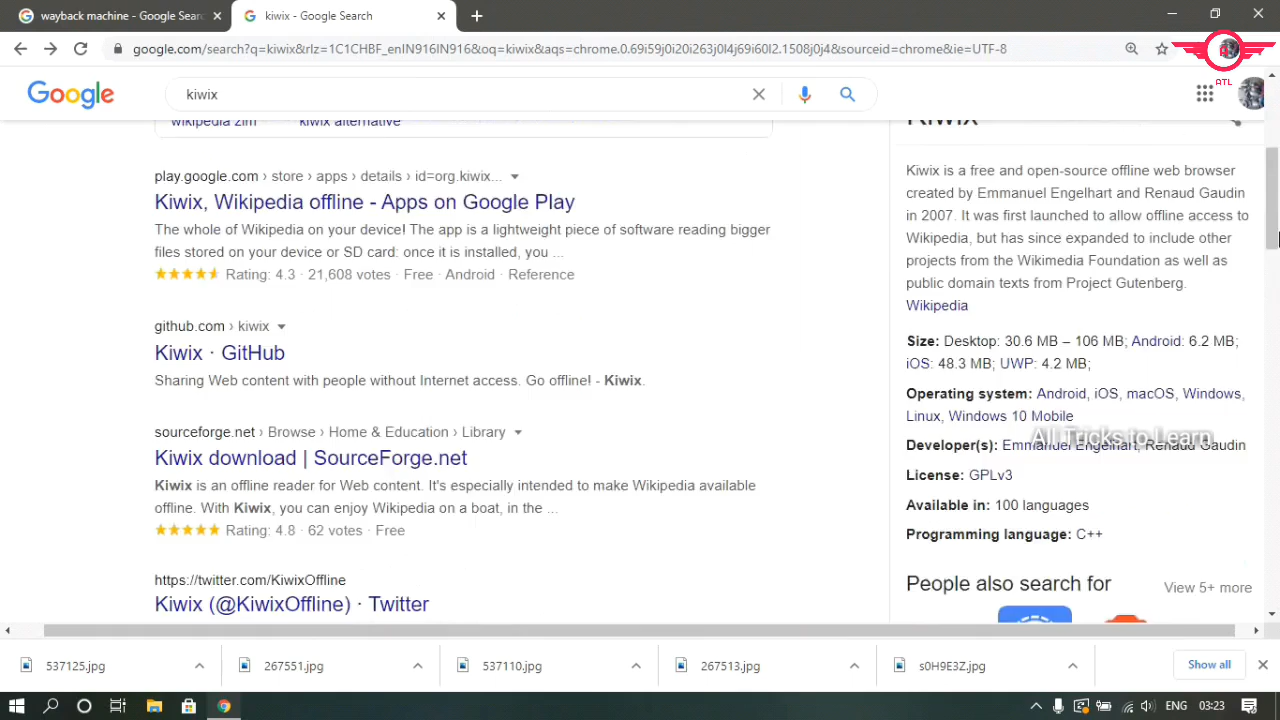 wayback machine - Google Search
kiwix - Google Search
google.com/search?q=kiwix&rlz=1C1CHBF_enIN916IN916&oq=kiwix&aqs=chrome.0.69i59j0i20i263j0l4j69i60l2.1508j0j4&sourceid=chrome&ie=UTF-8
ATL
Google
kiwix
wikipedia zim
kiwix alternative
play.google.com › store › apps › details › id=org.kiwix...
Kiwix, Wikipedia offline - Apps on Google Play
The whole of Wikipedia on your device! The app is a lightweight piece of software reading bigger
files stored on your device or SD card: once it is installed, you ...
Rating: 4.3 · 21,608 votes · Free · Android · Reference
github.com › kiwix
Kiwix · GitHub
Sharing Web content with people without Internet access. Go offline! - Kiwix.
sourceforge.net › Browse › Home & Education › Library
Kiwix download | SourceForge.net
Kiwix is an offline reader for Web content. It's especially intended to make Wikipedia available
offline. With Kiwix, you can enjoy Wikipedia on a boat, in the ...
Rating: 4.8 · 62 votes · Free
https://twitter.com/KiwixOffline
Kiwix (@KiwixOffline) · Twitter
Kiwix
Kiwix is a free and open-source offline web browser
created by Emmanuel Engelhart and Renaud Gaudin
in 2007. It was first launched to allow offline access to
Wikipedia, but has since expanded to include other
projects from the Wikimedia Foundation as well as
public domain texts from Project Gutenberg.
Wikipedia
Size: Desktop: 30.6 MB – 106 MB; Android: 6.2 MB;
iOS: 48.3 MB; UWP: 4.2 MB;
Operating system: Android, iOS, macOS, Windows,
Linux, Windows 10 Mobile
All Tricks to Learn
Developer(s): Emmanuel Engelhart, Renaud Gaudin
License: GPLv3
Available in: 100 languages
Programming language: C++
People also search for
View 5+ more
537125.jpg
267551.jpg
537110.jpg
267513.jpg
s0H9E3Z.jpg
Show all
ENG
03:23